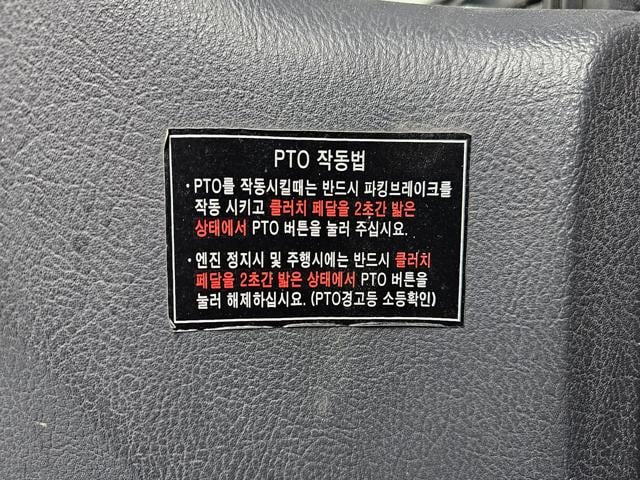 PTO 작동법
· PTO를 작동시킬때는 반드시 파킹브레이크를
작동 시키고 클러치 페달을 2초간 밟은
상태에서 PTO 버튼을 눌러 주십시요.
· 엔진 정지시 및 주행시에는 반드시 클러치
페달을 2초간 밟은 상태에서 PTO 버튼을
눌러 해제하십시요. (PTO경고등 소등확인)